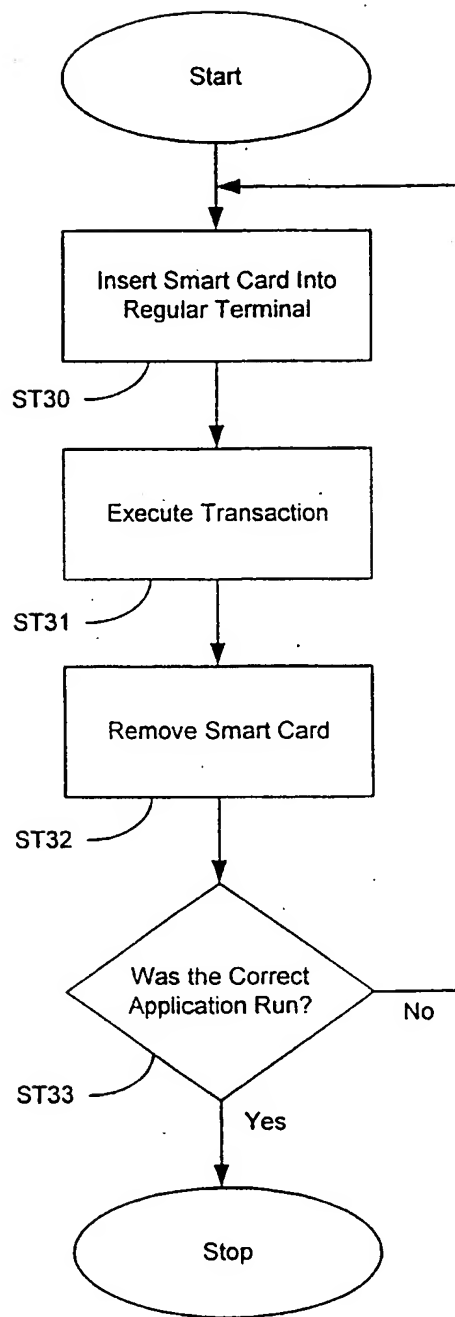 Start
Insert Smart Card Into
Regular Terminal
ST30
Execute Transaction
ST31
Remove Smart Card
ST32
Was the Correct
Application Run?
No
ST33
Yes
Stop